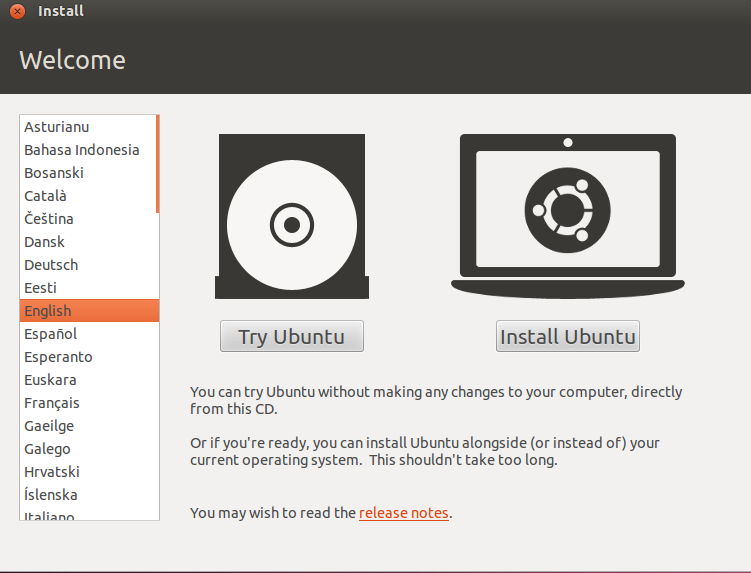 Install
Welcome
Asturianu
Bahasa Indonesia
Bosanski
Català
Čeština
Dansk
Deutsch
Eesti
English
Español
Esperanto
Euskara
Français
Gaeilge
Galego
Hrvatski
Íslenska
Italiano
Try Ubuntu
Install Ubuntu
You can try Ubuntu without making any changes to your computer, directly
from this CD.
Or if you're ready, you can install Ubuntu alongside (or instead of) your
current operating system.  This shouldn't take too long.
You may wish to read the release notes.